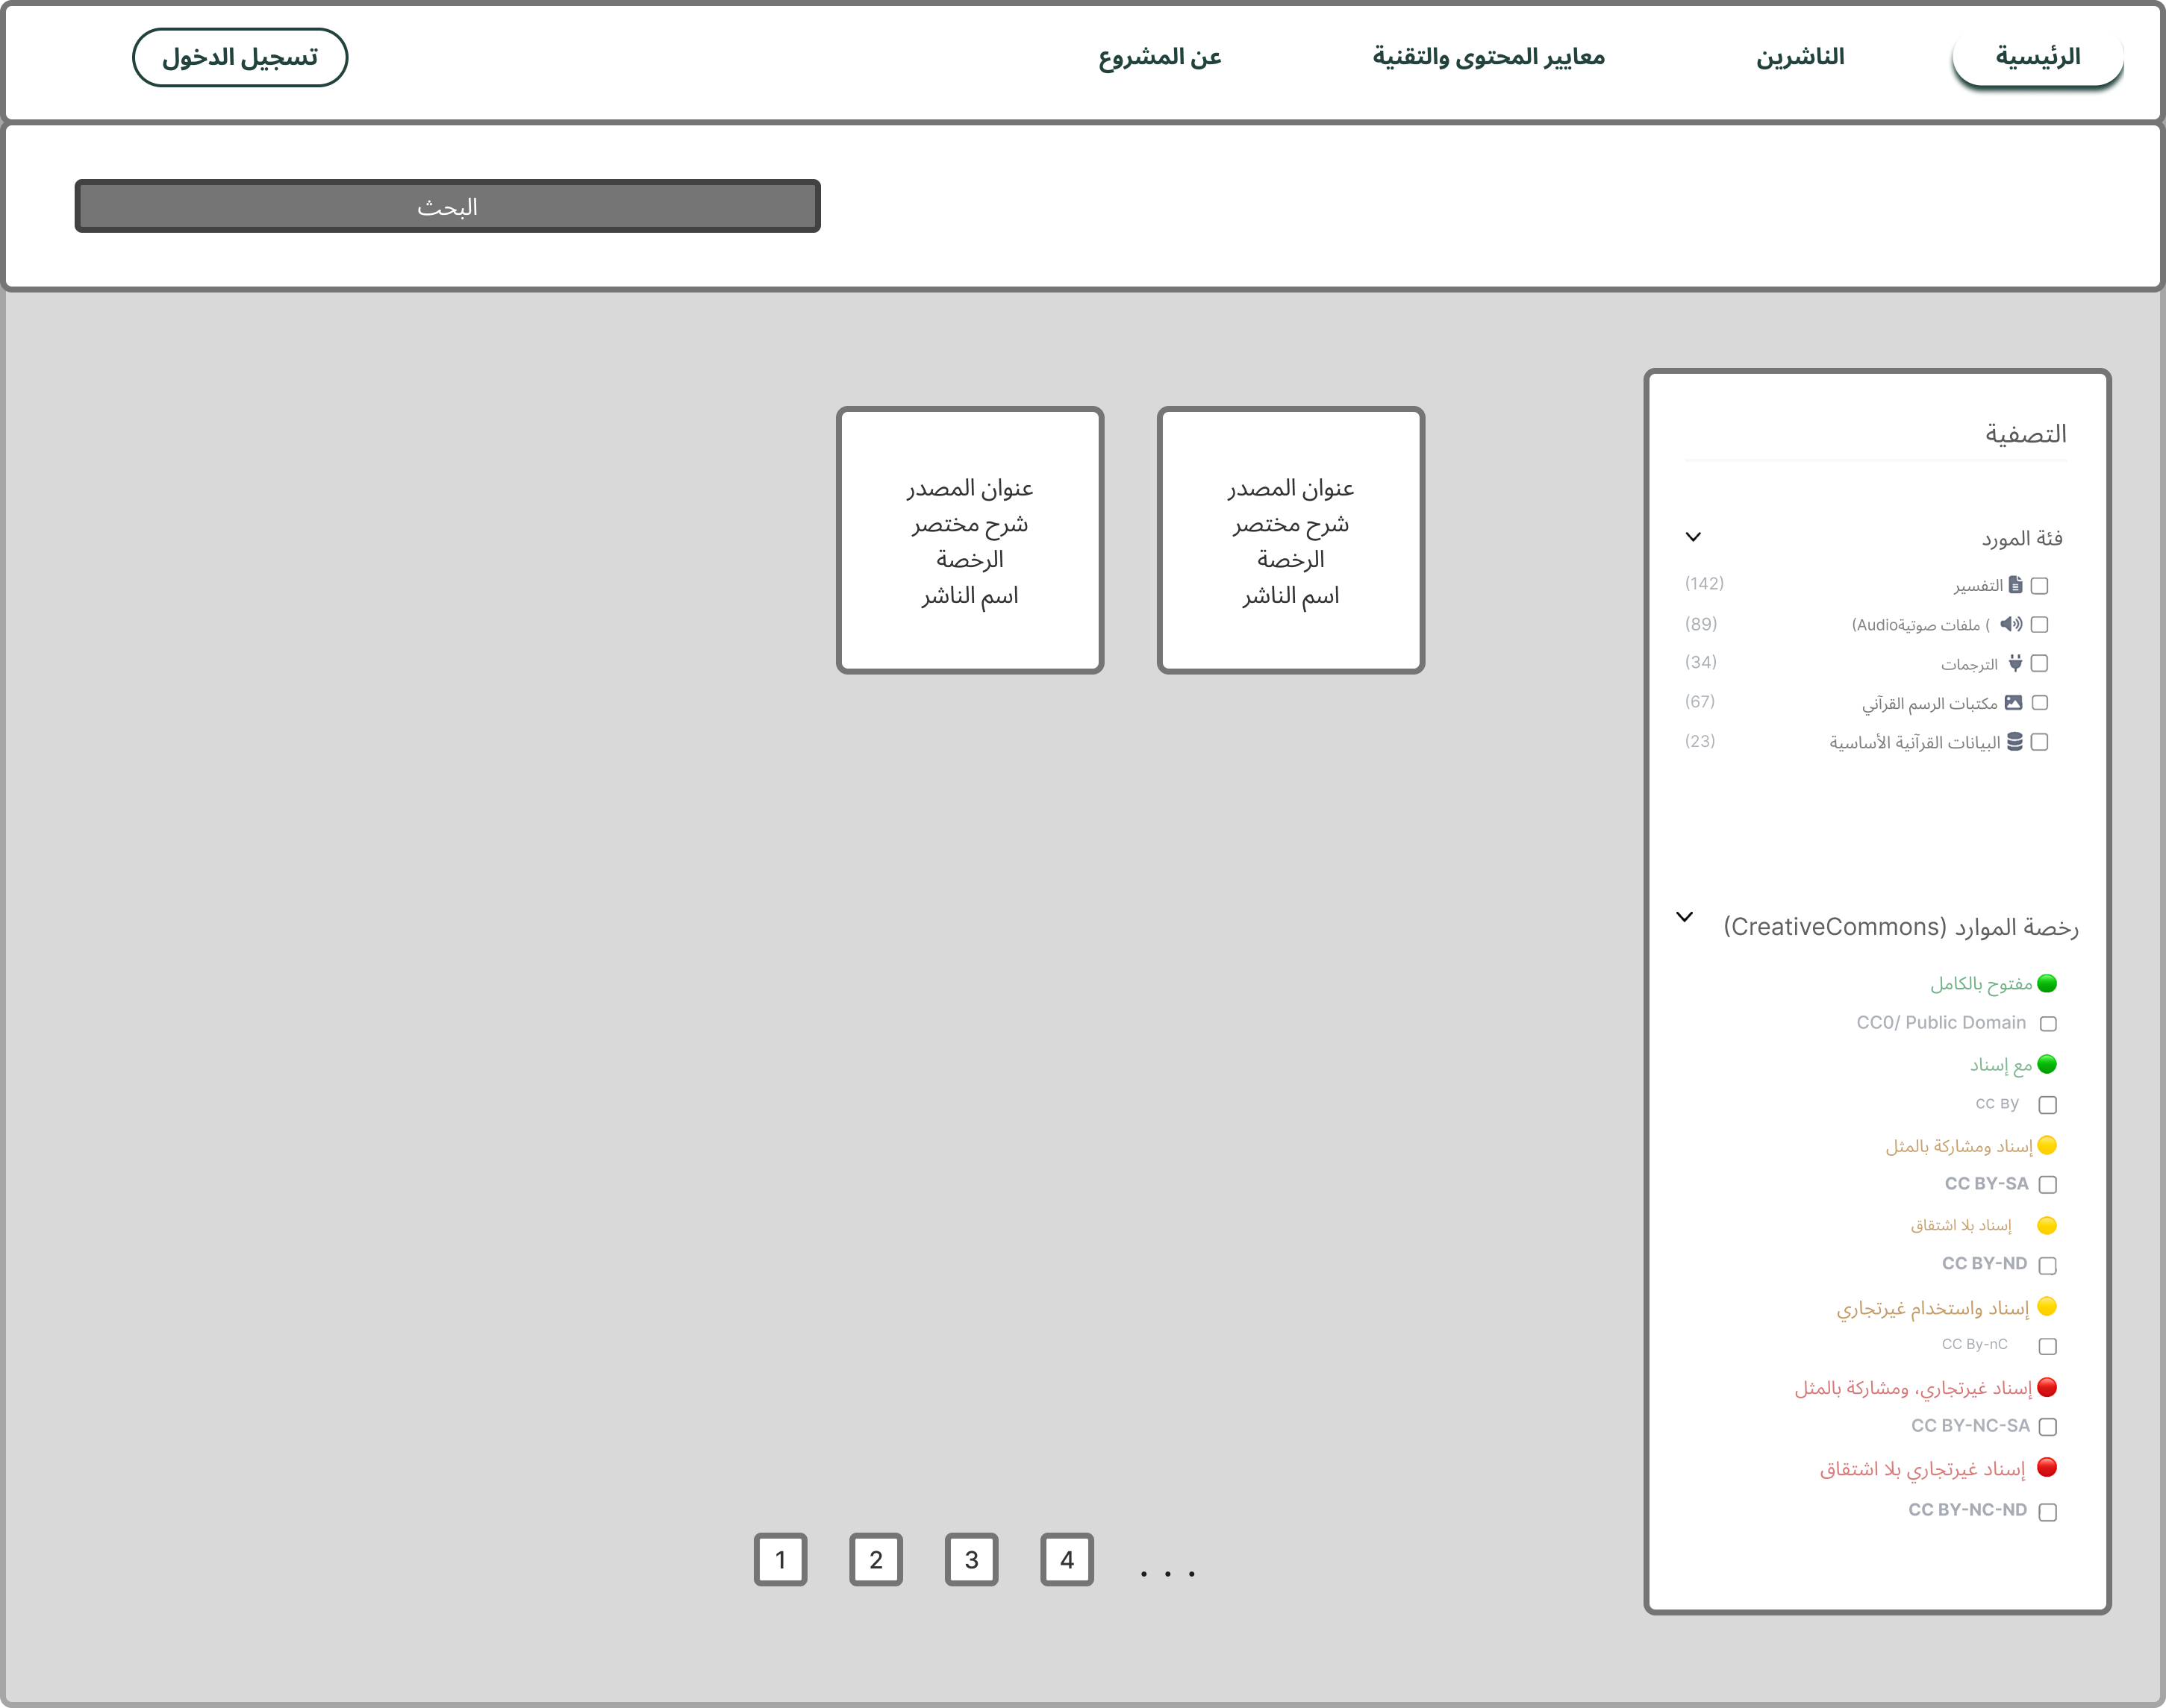 الرئيسية
الناشرين
معايير المحتوى والتقنية
عن المشروع
تسجيل الدخول
البحث
التصفية
فئة المورد
التفسير (142)
) ملفات صوتيةAudio) (89)
الترجمات (34)
مكتبات الرسم القرآني (67)
البيانات القرآنية الأساسية (23)
رخصة الموارد (CreativeCommons)
مفتوح بالكامل
CC0/ Public Domain
مع إسناد
CC BY
إسناد ومشاركة بالمثل
CC BY-SA
إسناد بلا اشتقاق
CC BY-ND
إسناد واستخدام غيرتجاري
CC By-nC
إسناد غيرتجاري، ومشاركة بالمثل
CC BY-NC-SA
إسناد غيرتجاري بلا اشتقاق
CC BY-NC-ND
عنوان المصدر
شرح مختصر
الرخصة
اسم الناشر
عنوان المصدر
شرح مختصر
الرخصة
اسم الناشر
1 2 3 4 . . .